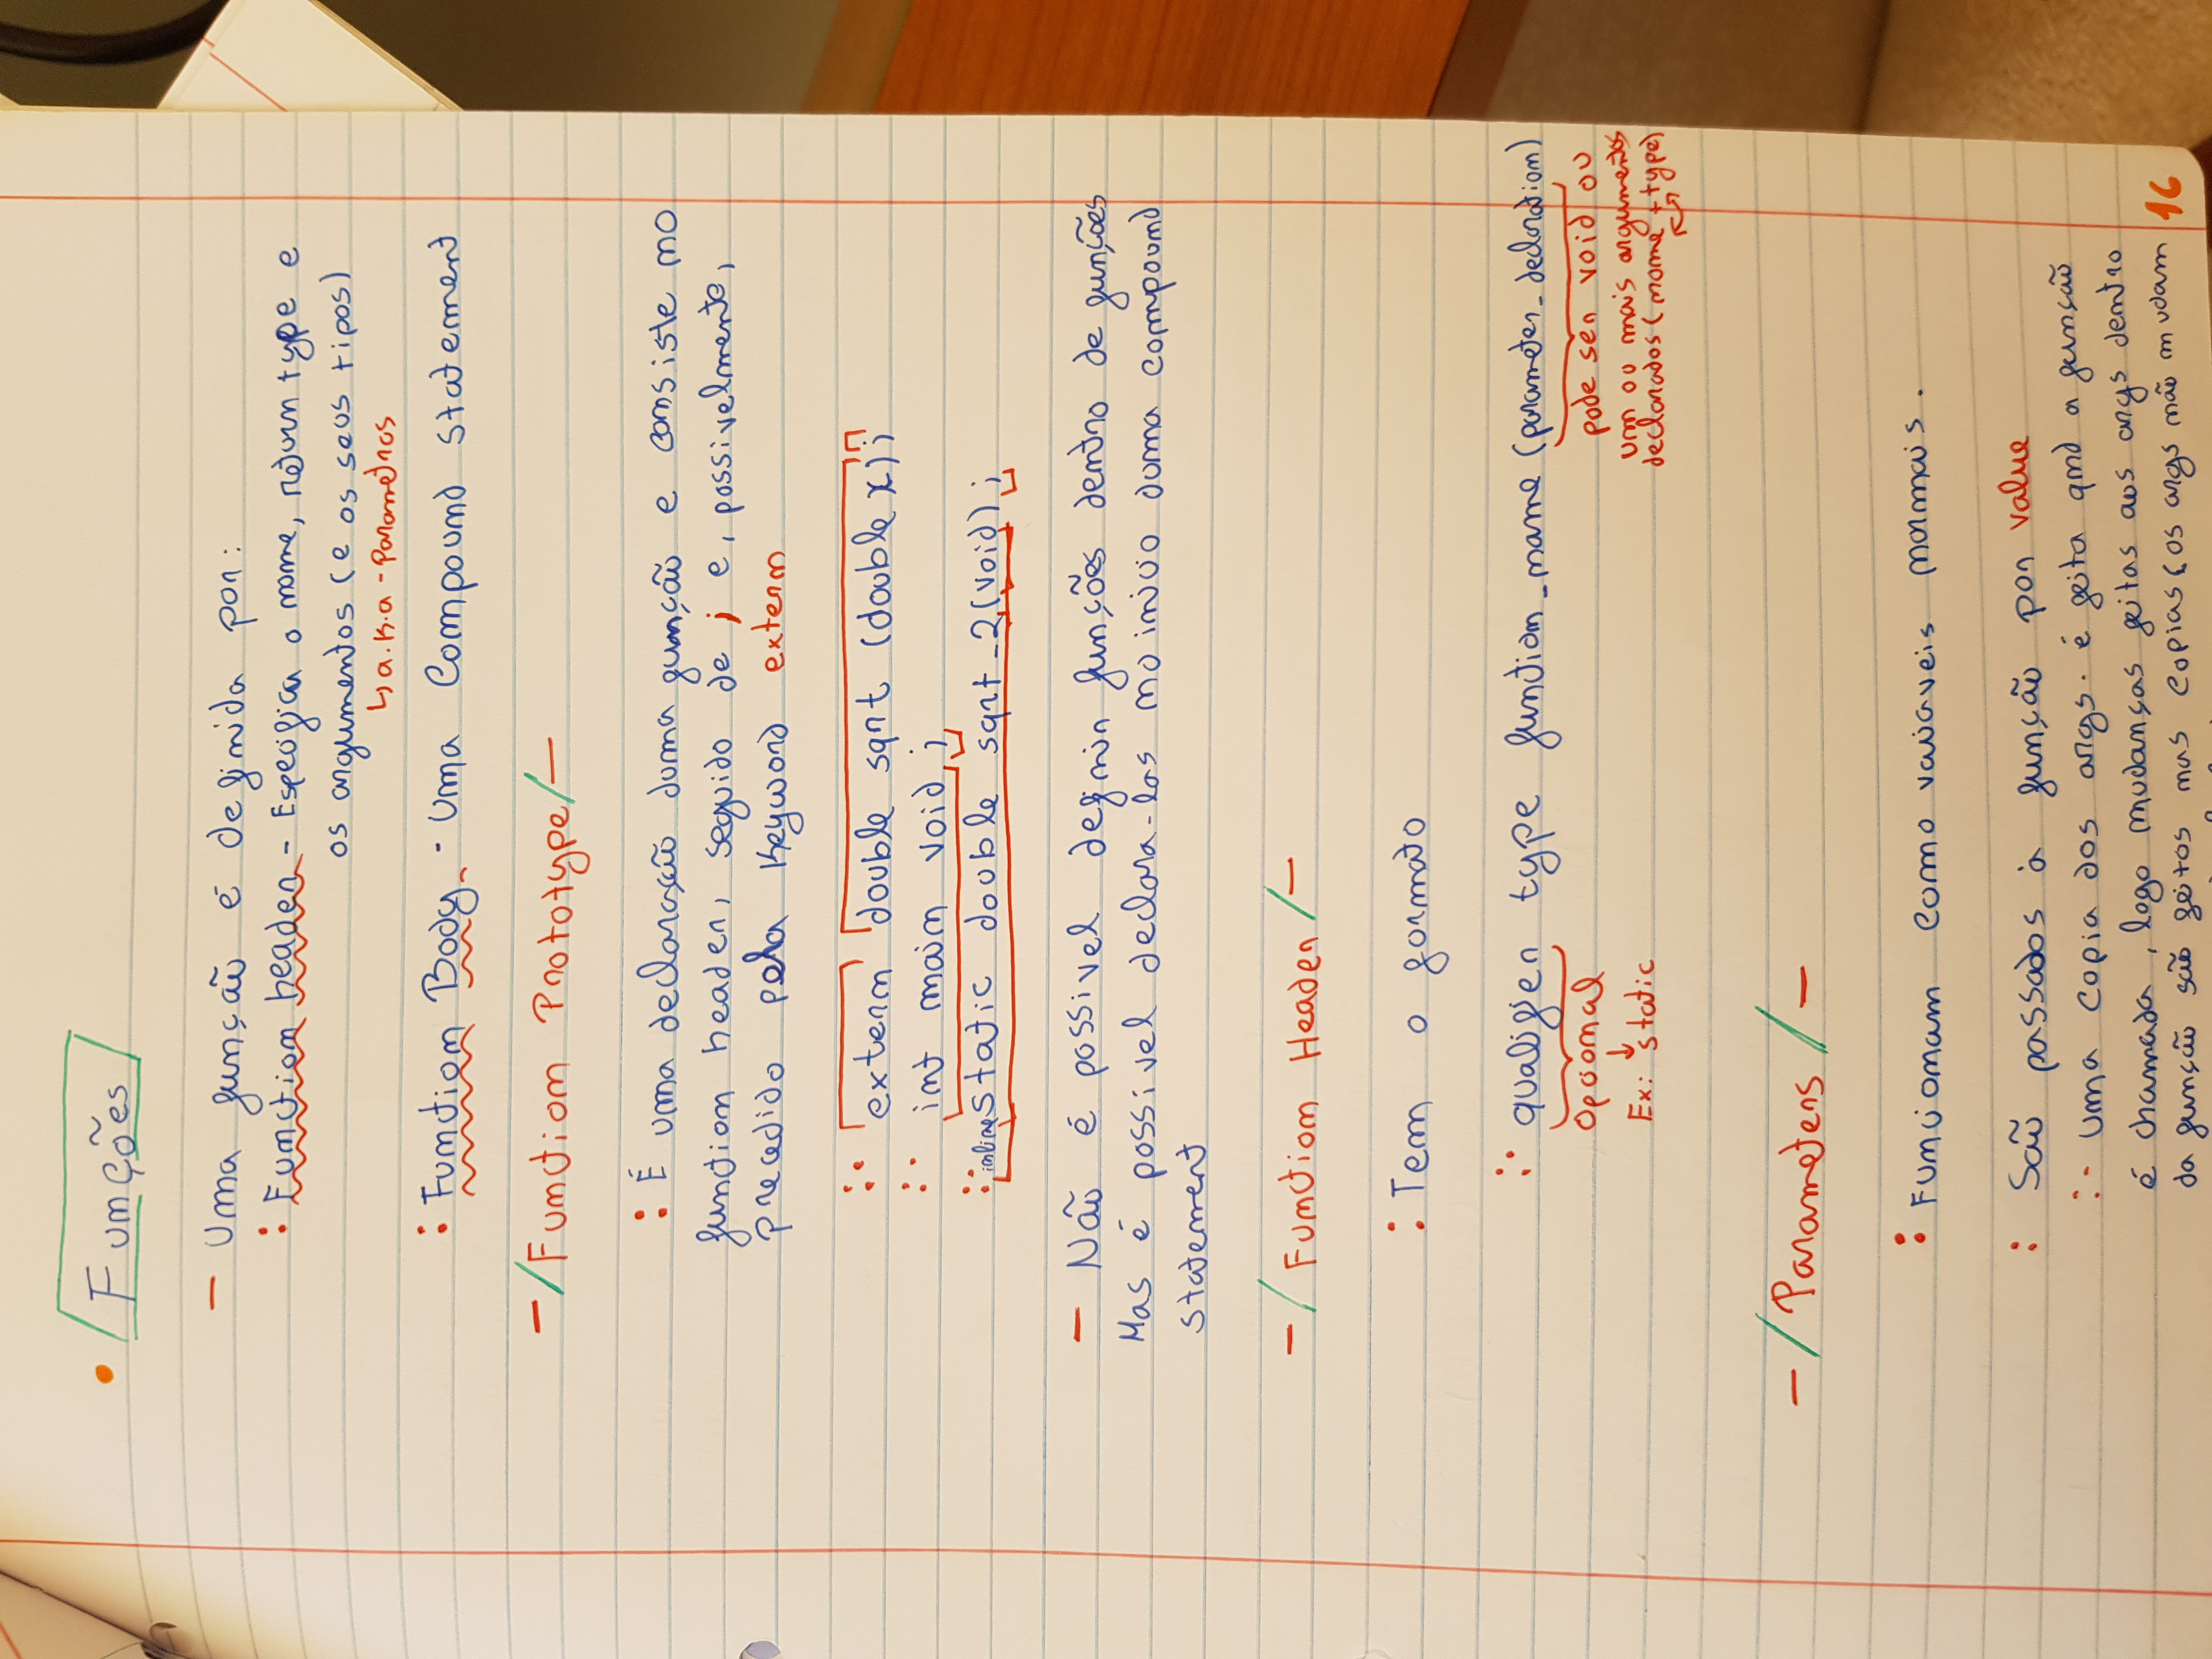 • Funções
- Uma função é definida por:
: Function header - Especifica o nome, return type e
os argumentos (e os seus tipos)
↳ a.k.a - Parametros
: Function Body - Uma Compound statement
-/Function Prototype/-
: É uma declaração duma função e consiste no
function header, seguido de ; e, possivelmente,
precedido pela Keyword extern
:· extern double sqrt (double x);
:· int main void ;
:· inline static double sqrt_2(void) ;
- Não é possivel definir funções dentro de funções
Mas é possivel declara-las no inicio duma compound
statement
-/ Function Header /-
: Tem o formato
:· qualifier type function_name (parameter_declaration)
Opcional
↓
Ex: static
pode ser void ou
um ou mais argumentos
declarados (nome + type)
-/ Parameters /-
: Funcionam como variaveis normais.
: São passados à função por value
:· uma copia dos args. é feita qnd a função
é chamada, logo mudanças feitas aos args dentro
da função são feitos nas copias (os args não mudam
16